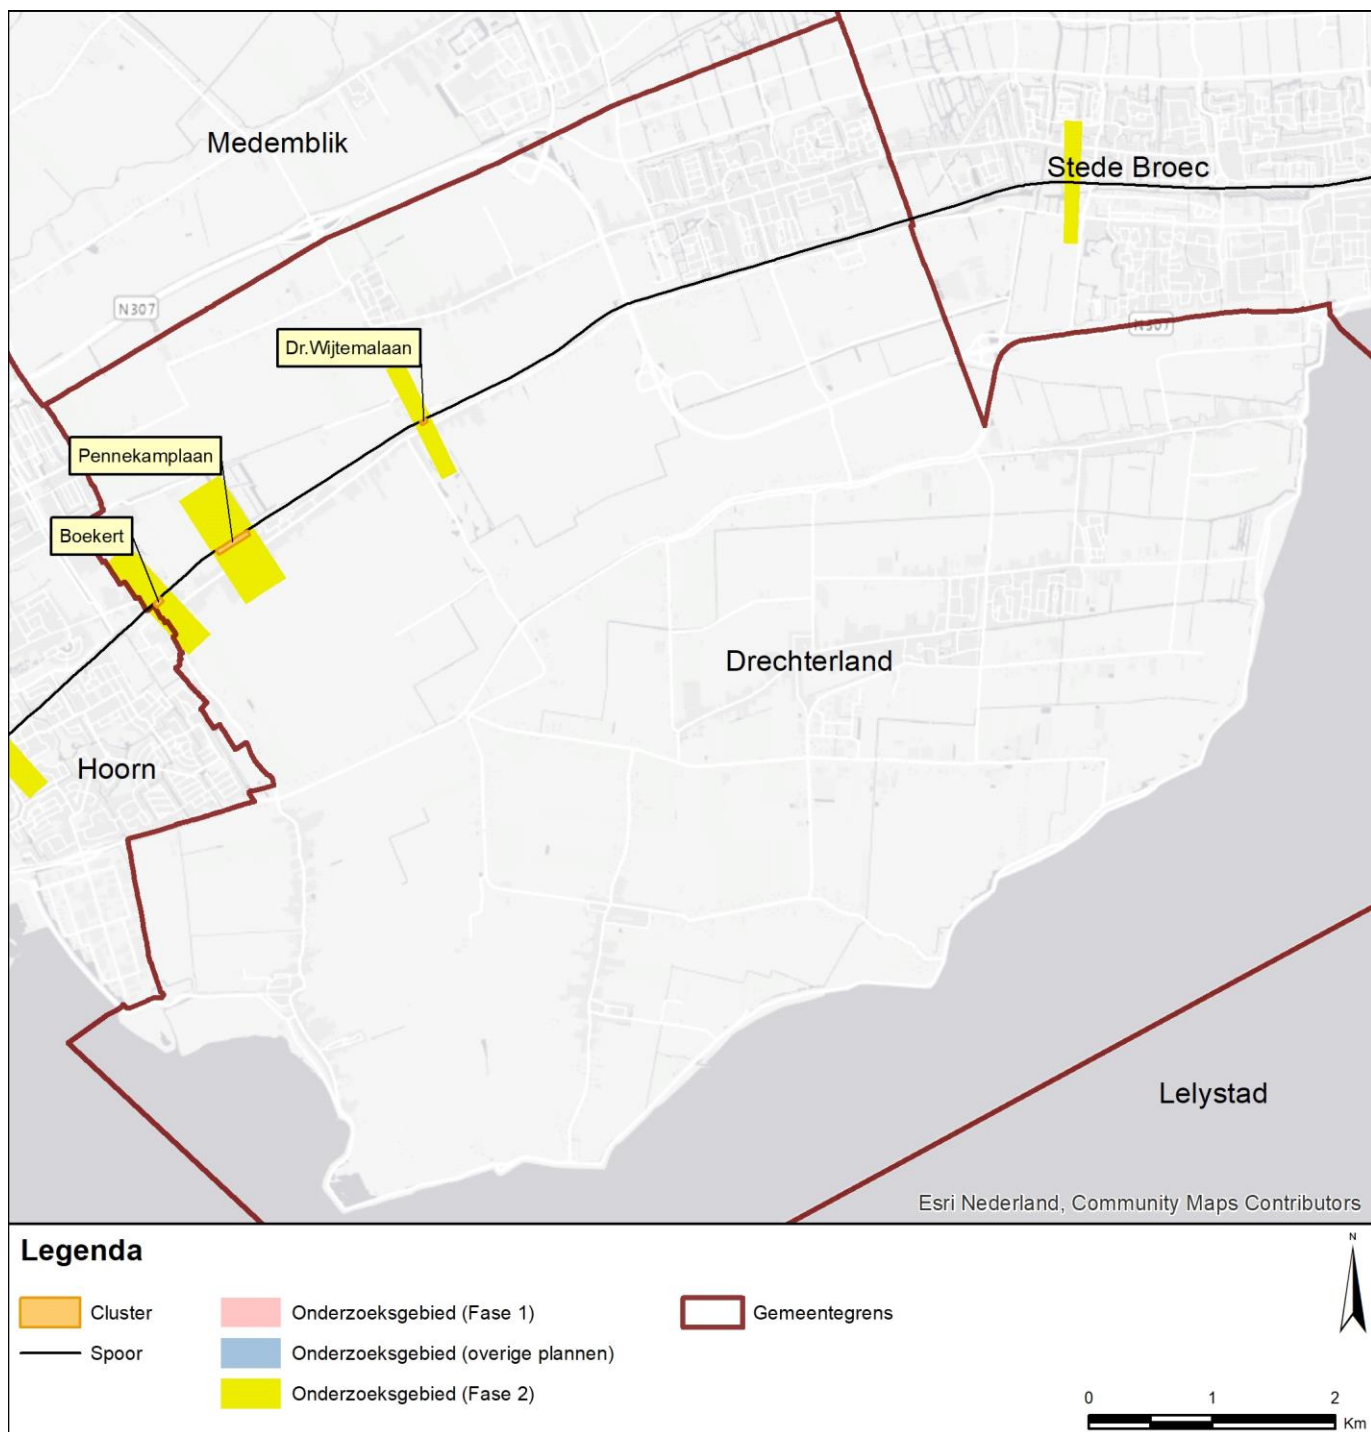 Medemblik
Stede Broec
N307
N307
Dr.Wijtemalaan
Pennekamplaan
Boekert
Drechterland
Hoorn
Lelystad
Esri Nederland, Community Maps Contributors
Legenda
N
Cluster
Onderzoeksgebied (Fase 1)
Gemeentegrens
Spoor
Onderzoeksgebied (overige plannen)
Onderzoeksgebied (Fase 2)
0 1 2
Km